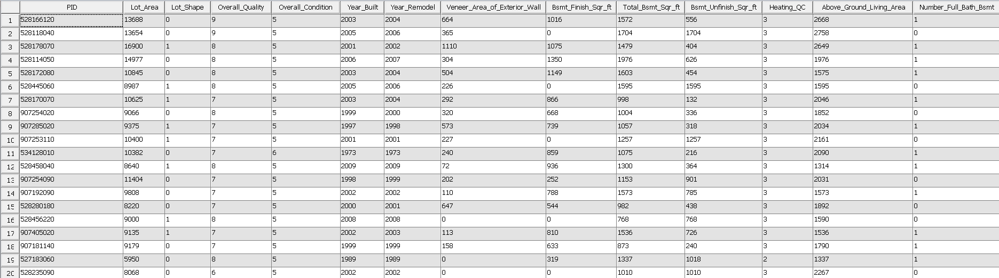 PID Lot_Area Lot_Shape Overall_Quality Overall_Condition Year_Built Year_Remodel Veneer_Area_of_Exterior_Wall Bsmt_Finish_Sqr_ft Total_Bsmt_Sqr_ft Bsmt_Unfinish_Sqr_ft Heating_QC Above_Ground_Living_Area Number_Full_Bath_Bsmt
1 528166120 13688 0 9 5 2003 2004 664 1016 1572 556 3 2668 1
2 528118040 13654 0 9 5 2005 2006 365 0 1704 1704 3 2758 0
3 528178070 16900 1 8 5 2001 2002 1110 1075 1479 404 3 2649 1
4 528114050 14977 0 8 5 2006 2007 304 1350 1976 626 3 1976 1
5 528172080 10845 0 8 5 2003 2004 504 1149 1603 454 3 1575 1
6 528445060 8987 1 8 5 2005 2006 226 0 1595 1595 3 1595 0
7 528170070 10625 1 7 5 2003 2004 292 866 998 132 3 2046 1
8 907254020 9066 0 8 5 1999 2000 320 668 1004 336 3 1852 0
9 907285020 9375 1 7 5 1997 1998 573 739 1057 318 3 2034 1
10 907253110 10400 1 7 5 2001 2001 227 0 1257 1257 3 2161 0
11 534128010 10382 0 7 6 1973 1973 240 859 1075 216 3 2090 1
12 528458040 8640 1 8 5 2009 2009 72 936 1300 364 3 1314 1
13 907254090 11404 0 7 5 1998 1999 202 252 1153 901 3 2031 0
14 907192090 9808 0 7 5 2002 2002 110 788 1573 785 3 1573 1
15 528280180 8220 0 7 5 2000 2001 647 544 982 438 3 1892 0
16 528456220 9000 1 8 5 2008 2008 0 0 768 768 3 1590 0
17 907405020 9135 1 7 5 2002 2003 113 810 1536 726 3 1536 1
18 907181140 9179 0 7 5 1999 1999 158 633 873 240 3 1790 1
19 527183060 5950 0 8 5 1989 1989 0 319 1337 1018 2 1337 1
20 528235090 8068 0 6 5 2002 2002 0 0 1010 1010 3 2267 0